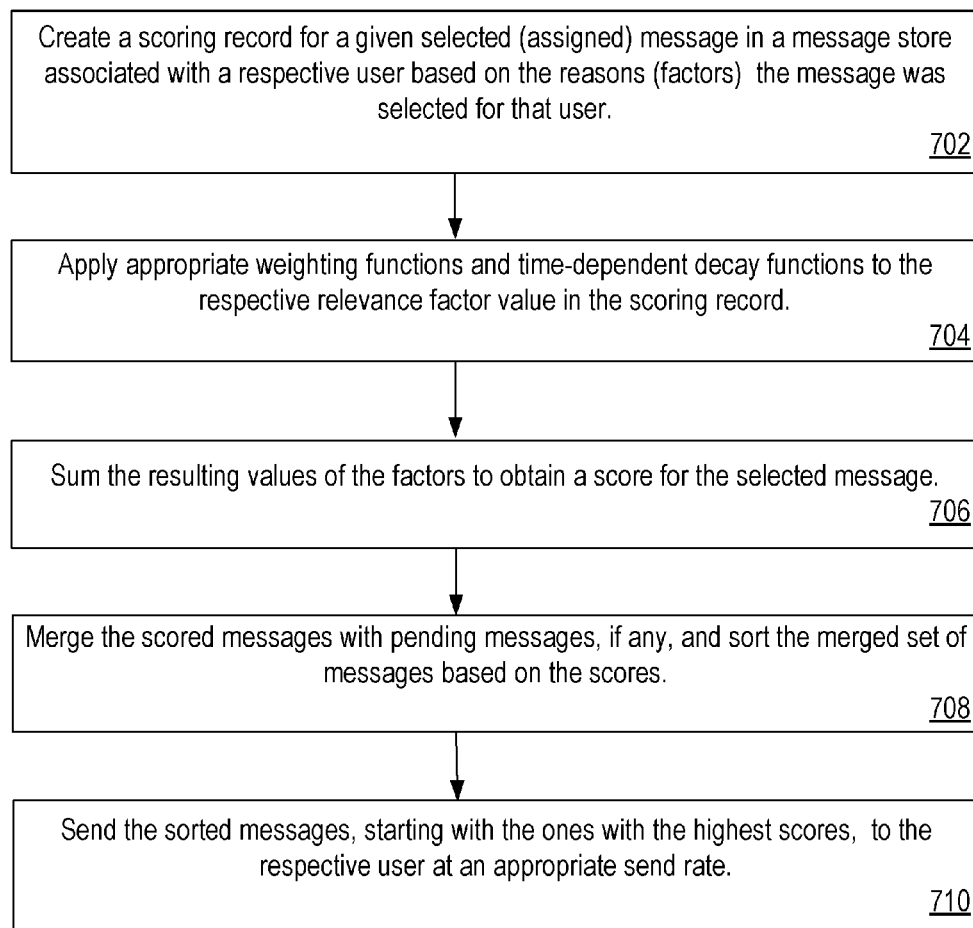 Create a scoring record for a given selected (assigned) message in a message store
associated with a respective user based on the reasons (factors) the message was
selected for that user.
702
Apply appropriate weighting functions and time-dependent decay functions to the
respective relevance factor value in the scoring record.
704
Sum the resulting values of the factors to obtain a score for the selected message.
706
Merge the scored messages with pending messages, if any, and sort the merged set of
messages based on the scores.
708
Send the sorted messages, starting with the ones with the highest scores, to the
respective user at an appropriate send rate.
710